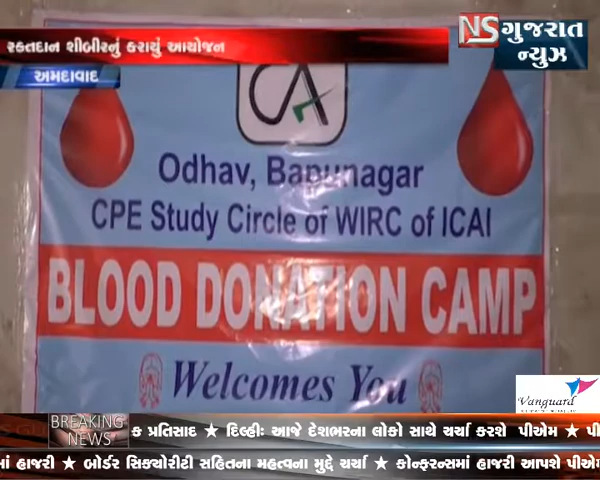 રક્તદાન શીબીરનું કરાયું આયોજન
અમદાવાદ
NS ગુજરાત
ન્યુઝ
CA
Odhav, Bapunagar
CPE Study Circle of WIRC of ICAI
BLOOD DONATION CAMP
Welcomes You
Vanguard
BREAKING
NEWS
ક પ્રતિસાદ ★ દિલ્હીઃ આજે દેશભરના લોકો સાથે ચર્ચા કરશે પીએમ ★
માં હાજરી ★ બોર્ડર સિક્યોરીટી સહિતના મહત્વના મુદ્દે ચર્ચા ★ કોન્ફરન્સમાં હાજરી આપશે પીએમ